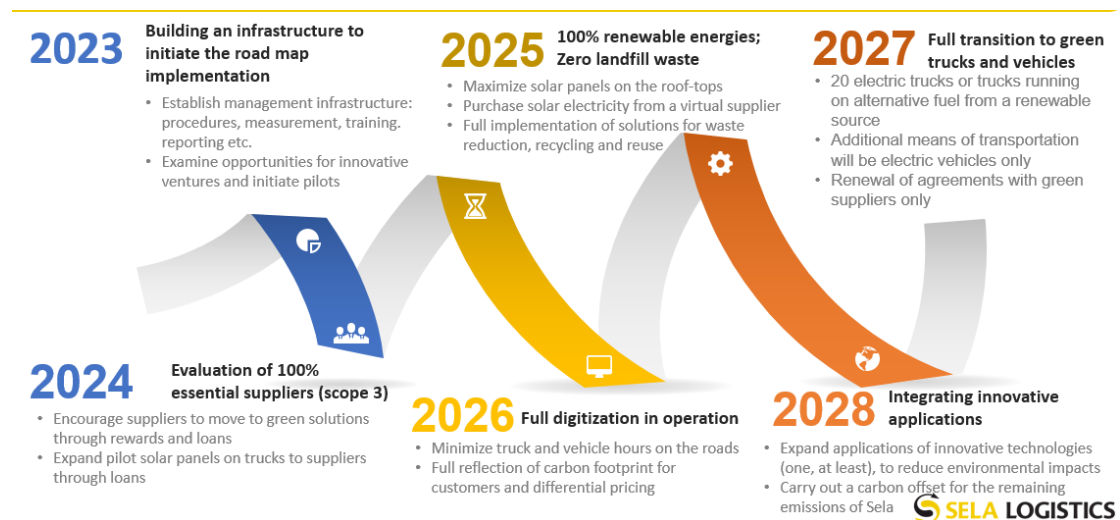 2023
Building an infrastructure to
initiate the road map
implementation
• Establish management infrastructure:
procedures, measurement, training.
reporting etc.
• Examine opportunities for innovative
ventures and initiate pilots
2025
100% renewable energies;
Zero landfill waste
• Maximize solar panels on the roof-tops
• Purchase solar electricity from a virtual supplier
• Full implementation of solutions for waste
reduction, recycling and reuse
2027
Full transition to green
trucks and vehicles
• 20 electric trucks or trucks running
on alternative fuel from a renewable
source
• Additional means of transportation
will be electric vehicles only
• Renewal of agreements with green
suppliers only
2024
Evaluation of 100%
essential suppliers (scope 3)
• Encourage suppliers to move to green solutions
through rewards and loans
• Expand pilot solar panels on trucks to suppliers
through loans
2026
Full digitization in operation
• Minimize truck and vehicle hours on the roads
• Full reflection of carbon footprint for
customers and differential pricing
2028
Integrating innovative
applications
• Expand applications of innovative technologies
(one, at least), to reduce environmental impacts
• Carry out a carbon offset for the remaining
emissions of Sela
SELA LOGISTICS